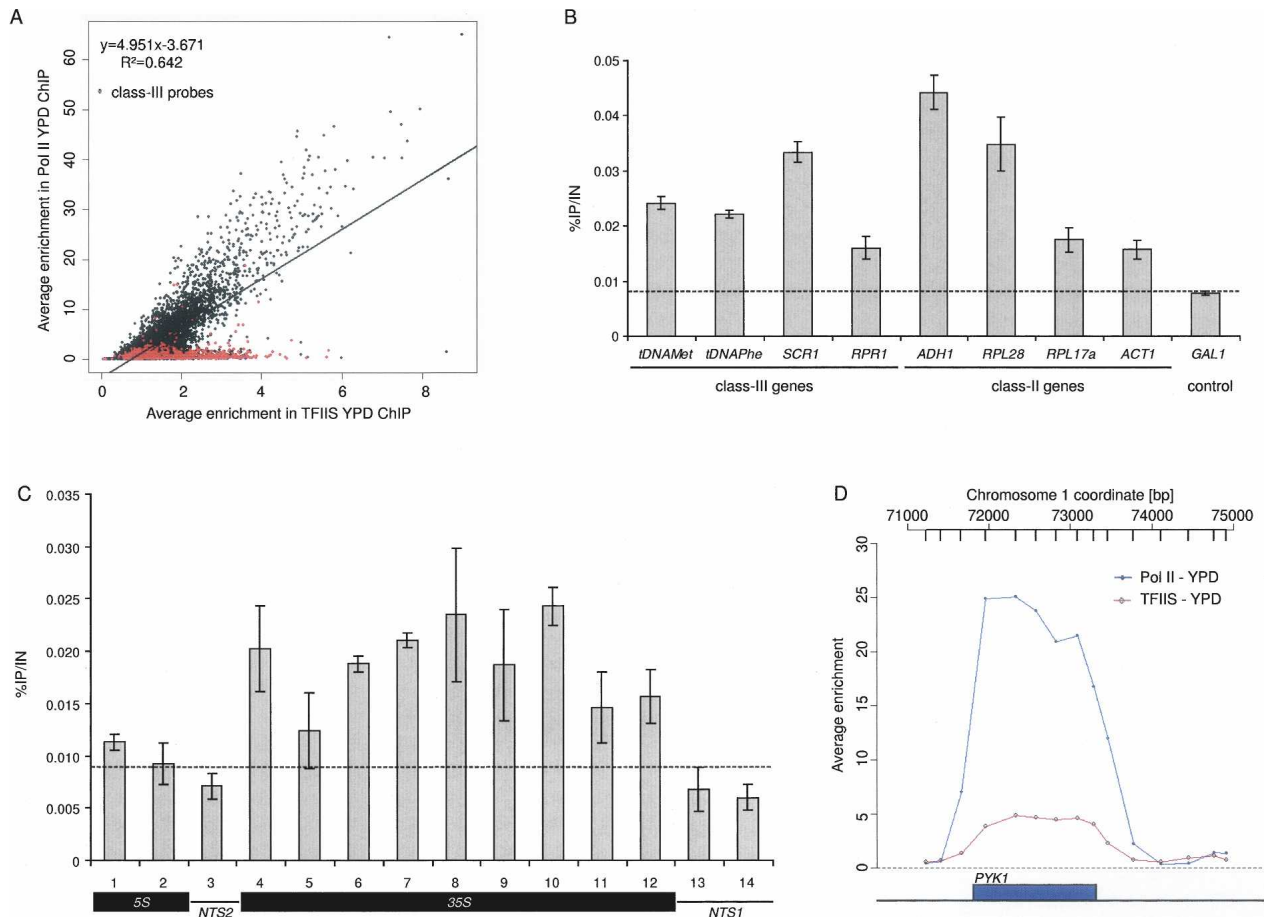 A
y=4.951x-3.671
R²=0.642
class-III probes
Average enrichment in Pol II YPD ChIP
0
10
20
30
40
50
60
0
2
4
6
8
Average enrichment in TFIIS YPD ChIP
B
%IP/IN
0.05
0.04
0.03
0.02
0.01
0
tDNAMet tDNAPhe SCR1 RPR1 ADH1 RPL28 RPL17a ACT1 GAL1
class-III genes class-II genes control
C
%IP/IN
0.035
0.030
0.025
0.020
0.015
0.010
0.005
0
1 2 3 4 5 6 7 8 9 10 11 12 13 14
5S NTS2 35S NTS1
D
Chromosome 1 coordinate [bp]
71000 72000 73000 74000 75000
Average enrichment
30
25
20
15
10
5
0
Pol II - YPD
TFIIS - YPD
PYK1